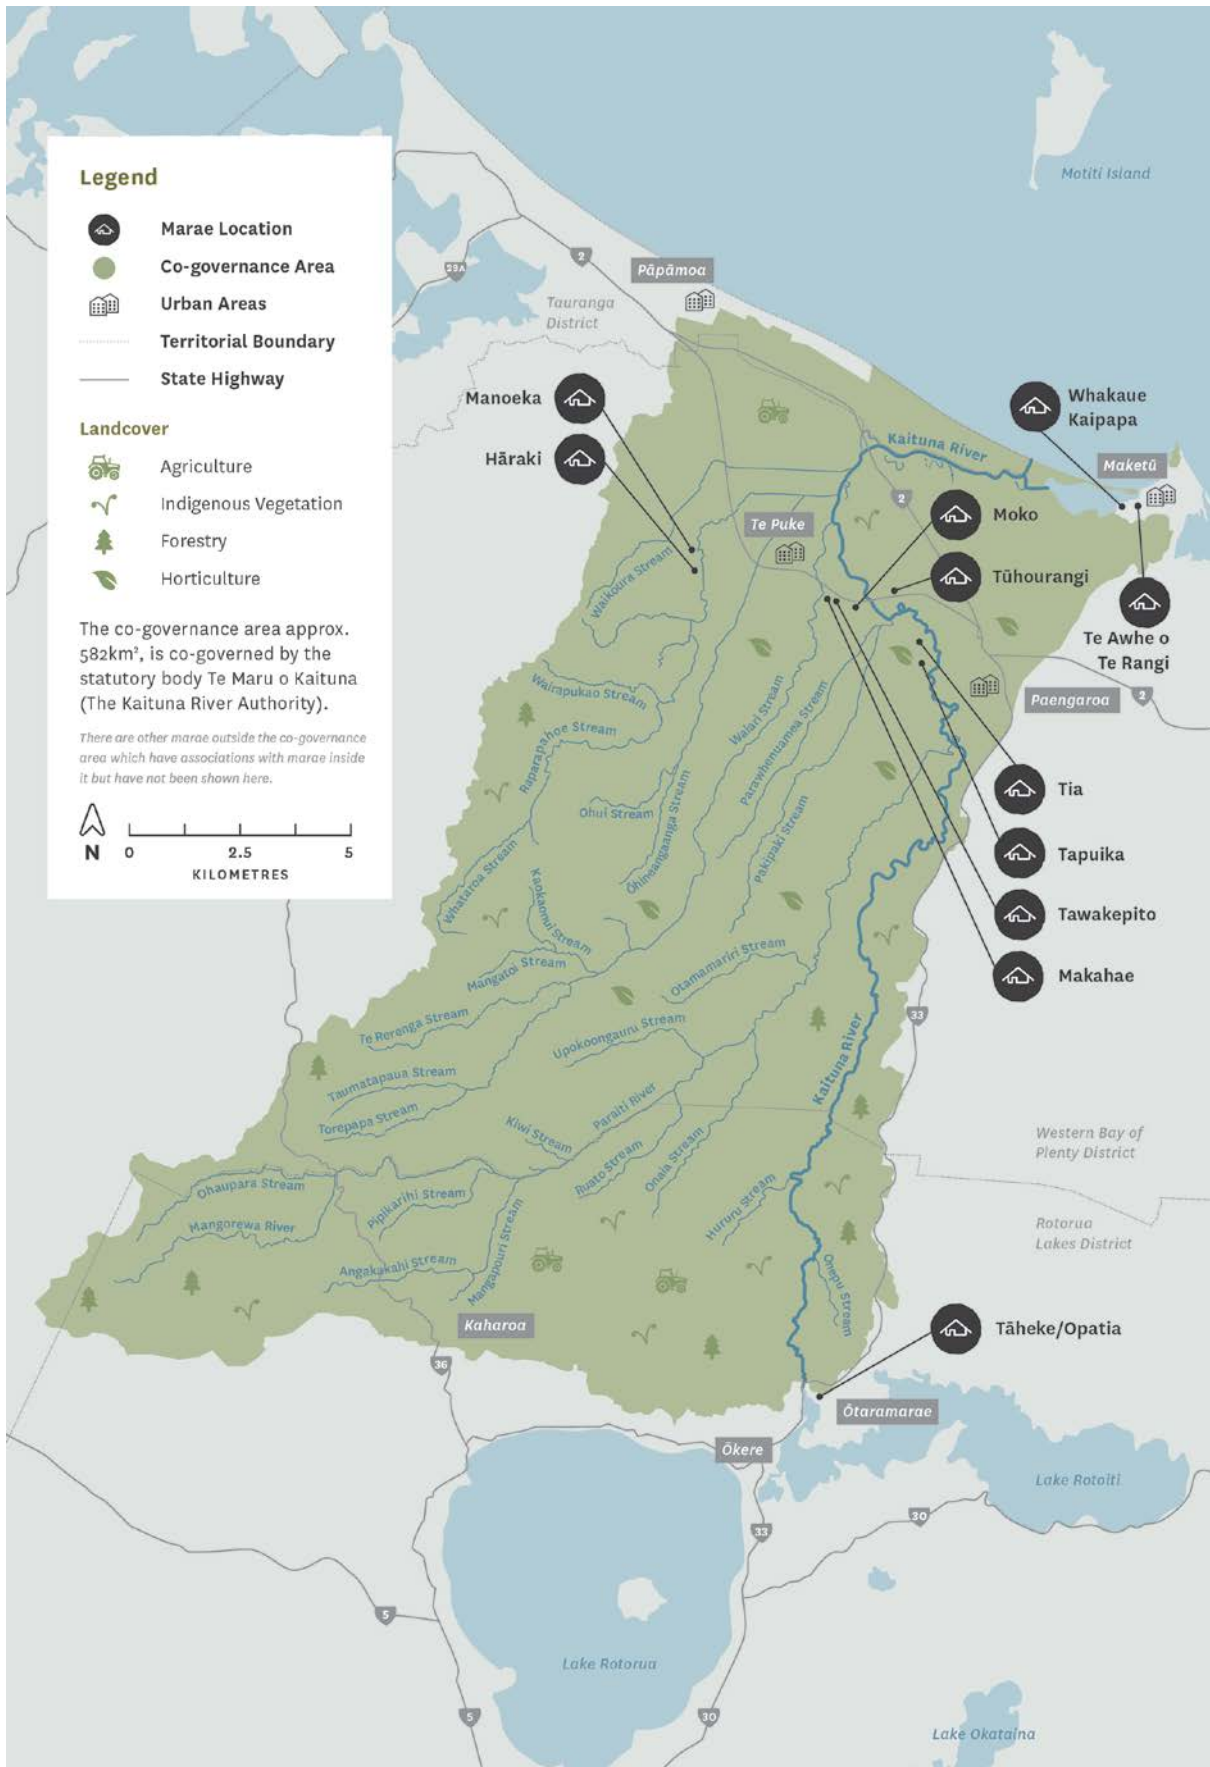 Legend
Marae Location
Co-governance Area
Urban Areas
Territorial Boundary
State Highway
Landcover
Agriculture
Indigenous Vegetation
Forestry
Horticulture
The co-governance area approx.
582km², is co-governed by the
statutory body Te Maru o Kaituna
(The Kaituna River Authority).
There are other marae outside the co-governance
area which have associations with marae inside
it but have not been shown here.
N
0 2.5 5
KILOMETRES
Motiti Island
2
29A
Pāpāmoa
Tauranga
District
Manoeka
Hāraki
Whakaue
Kaipapa
Kaituna River
Maketū
2
Te Puke
Moko
Tūhourangi
Te Awhe o
Te Rangi
Waikoura Stream
Wairapukao Stream
Paengaroa
2
Raparapahoe Stream
Waiari Stream
Parawhenuamea Stream
Ohui Stream
Ōhineangaanga Stream
Pakipaki Stream
Tia
Tapuika
Tawakepito
Makahae
Whataroa Stream
Kaokaonui Stream
Mangatoi Stream
Otamamariri Stream
Te Rerenga Stream
Upokoongauru Stream
33
Kaituna River
Taumatapaua Stream
Torepapa Stream
Kiwi Stream
Paraiti River
Ruato Stream
Onaia Stream
Western Bay of
Plenty District
Ohaupara Stream
Pipikarihi Stream
Mangorewa River
Hururu Stream
Rotorua
Lakes District
Angakakahi Stream
Mangapouri Stream
Onepu Stream
Kaharoa
Tāheke/Opatia
36
Ōtaramarae
Ōkere
Lake Rotoiti
33
30
5
Lake Rotorua
5
30
Lake Okataina